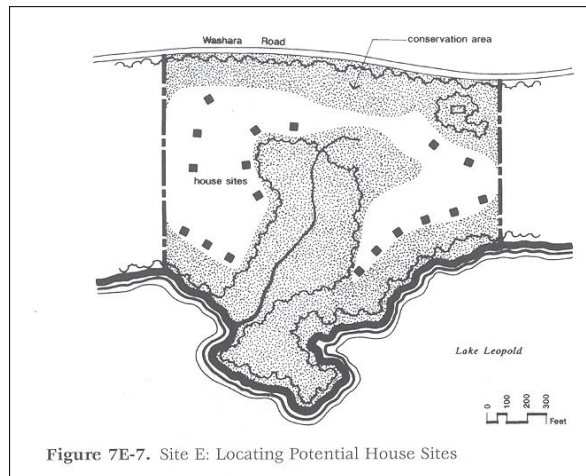 Washara Road
conservation area
house sites
Lake Leopold
0 100 200 300
Feet
Figure 7E-7. Site E: Locating Potential House Sites